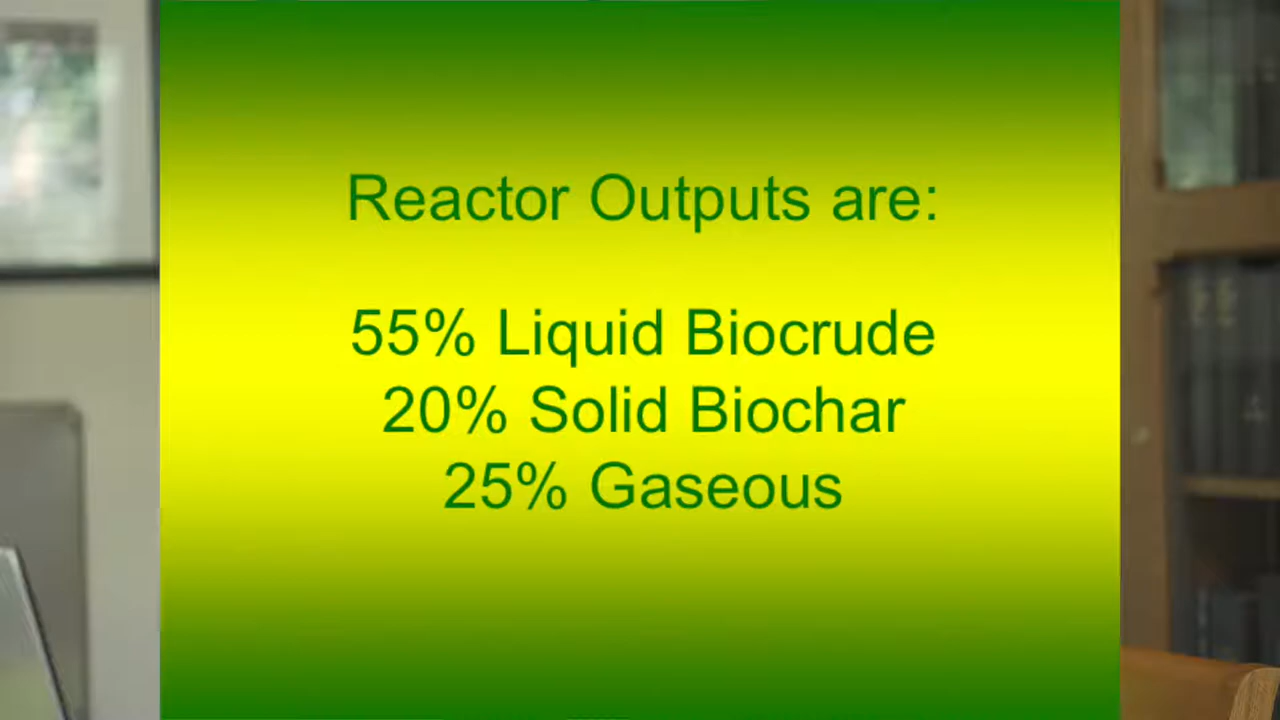 Reactor Outputs are:
55% Liquid Biocrude
20% Solid Biochar
25% Gaseous